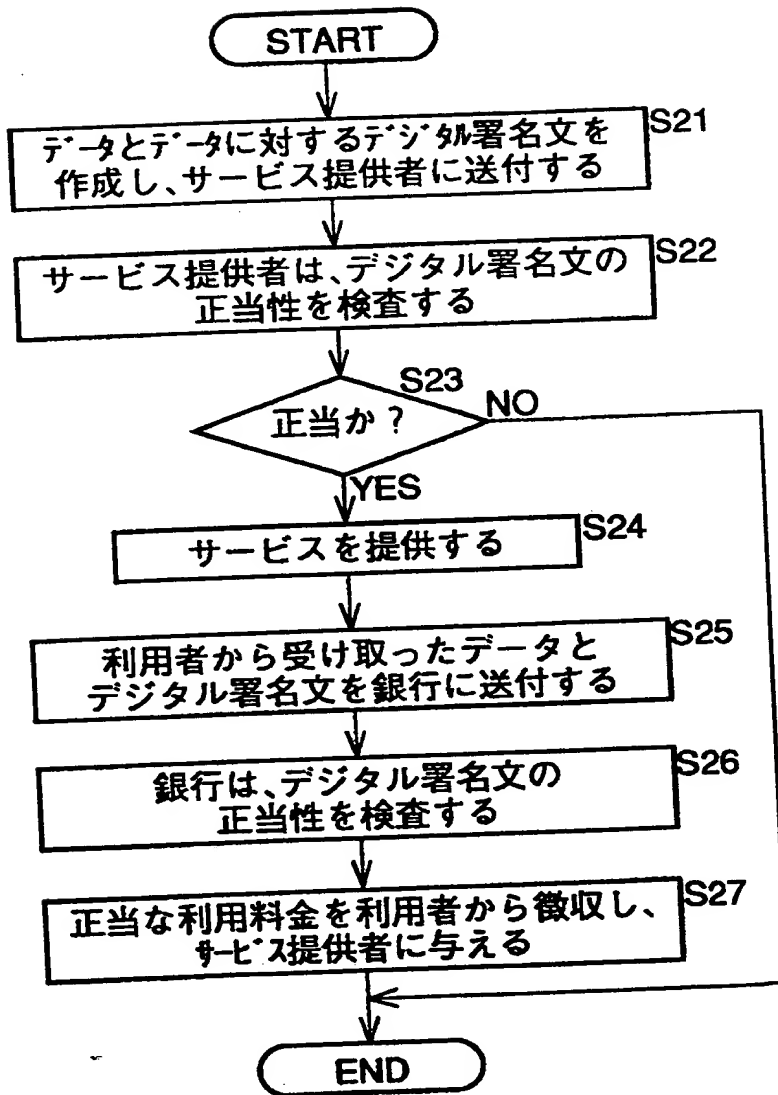 START
S21
データとデータに対するデジタル署名文を
作成し、サービス提供者に送付する
S22
サービス提供者は、デジタル署名文の
正当性を検査する
S23
正当か？
NO
YES
S24
サービスを提供する
S25
利用者から受け取ったデータと
デジタル署名文を銀行に送付する
S26
銀行は、デジタル署名文の
正当性を検査する
S27
正当な利用料金を利用者から徴収し、
サービス提供者に与える
END